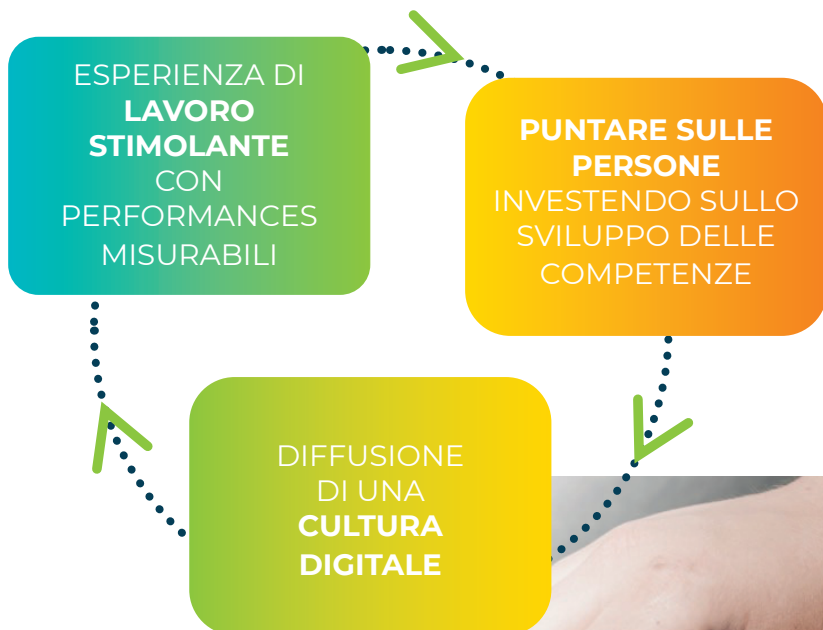 ESPERIENZA DI
LAVORO
STIMOLANTE
CON
PERFORMANCES
MISURABILI
PUNTARE SULLE
PERSONE
INVESTENDO SULLO
SVILUPPO DELLE
COMPETENZE
DIFFUSIONE
DI UNA
CULTURA
DIGITALE